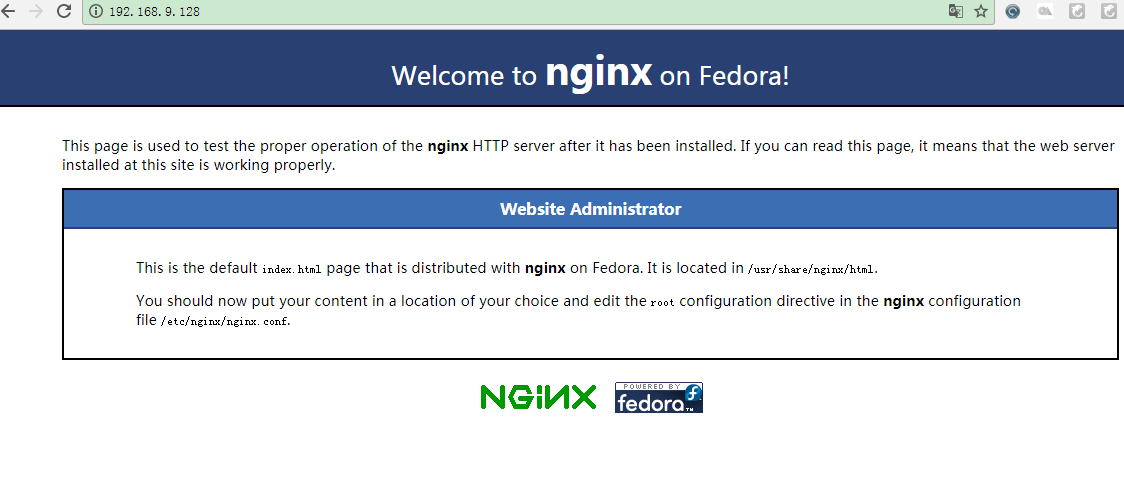 192.168.9.128
Welcome to nginx on Fedora!
This page is used to test the proper operation of the nginx HTTP server after it has been installed. If you can read this page, it means that the web server
installed at this site is working properly.
Website Administrator
This is the default index.html page that is distributed with nginx on Fedora. It is located in /usr/share/nginx/html.
You should now put your content in a location of your choice and edit the root configuration directive in the nginx configuration
file /etc/nginx/nginx.conf.
NGiNX
POWERED BY
fedora™